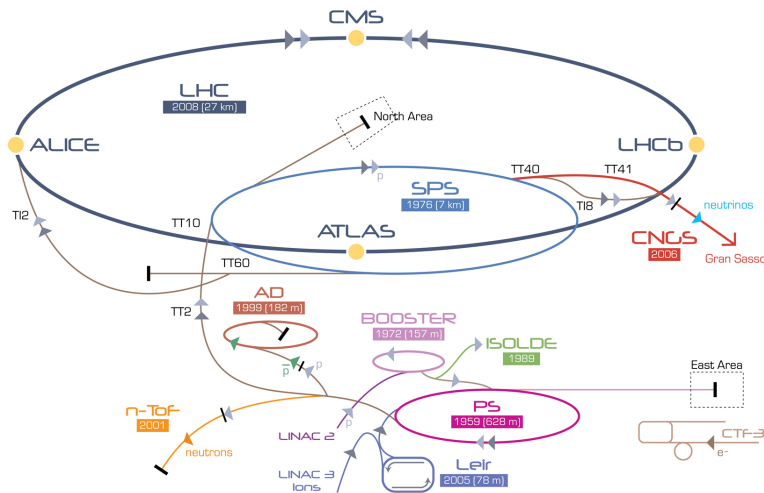 CMS
LHC
2008 (27 km)
North Area
ALICE
LHCb
TT40
TT41
p
SPS
1976 (7 km)
TI8
neutrinos
TI2
TT10
ATLAS
CNGS
2006
Gran Sasso
TT60
AD
1999 (182 m)
TT2
BOOSTER
1972 (157 m)
ISOLDE
1989
p̅
p
East Area
n-ToF
2001
PS
1959 (628 m)
p
LINAC 2
neutrons
CTF-3
e-
LINAC 3
Ions
Leir
2005 (78 m)